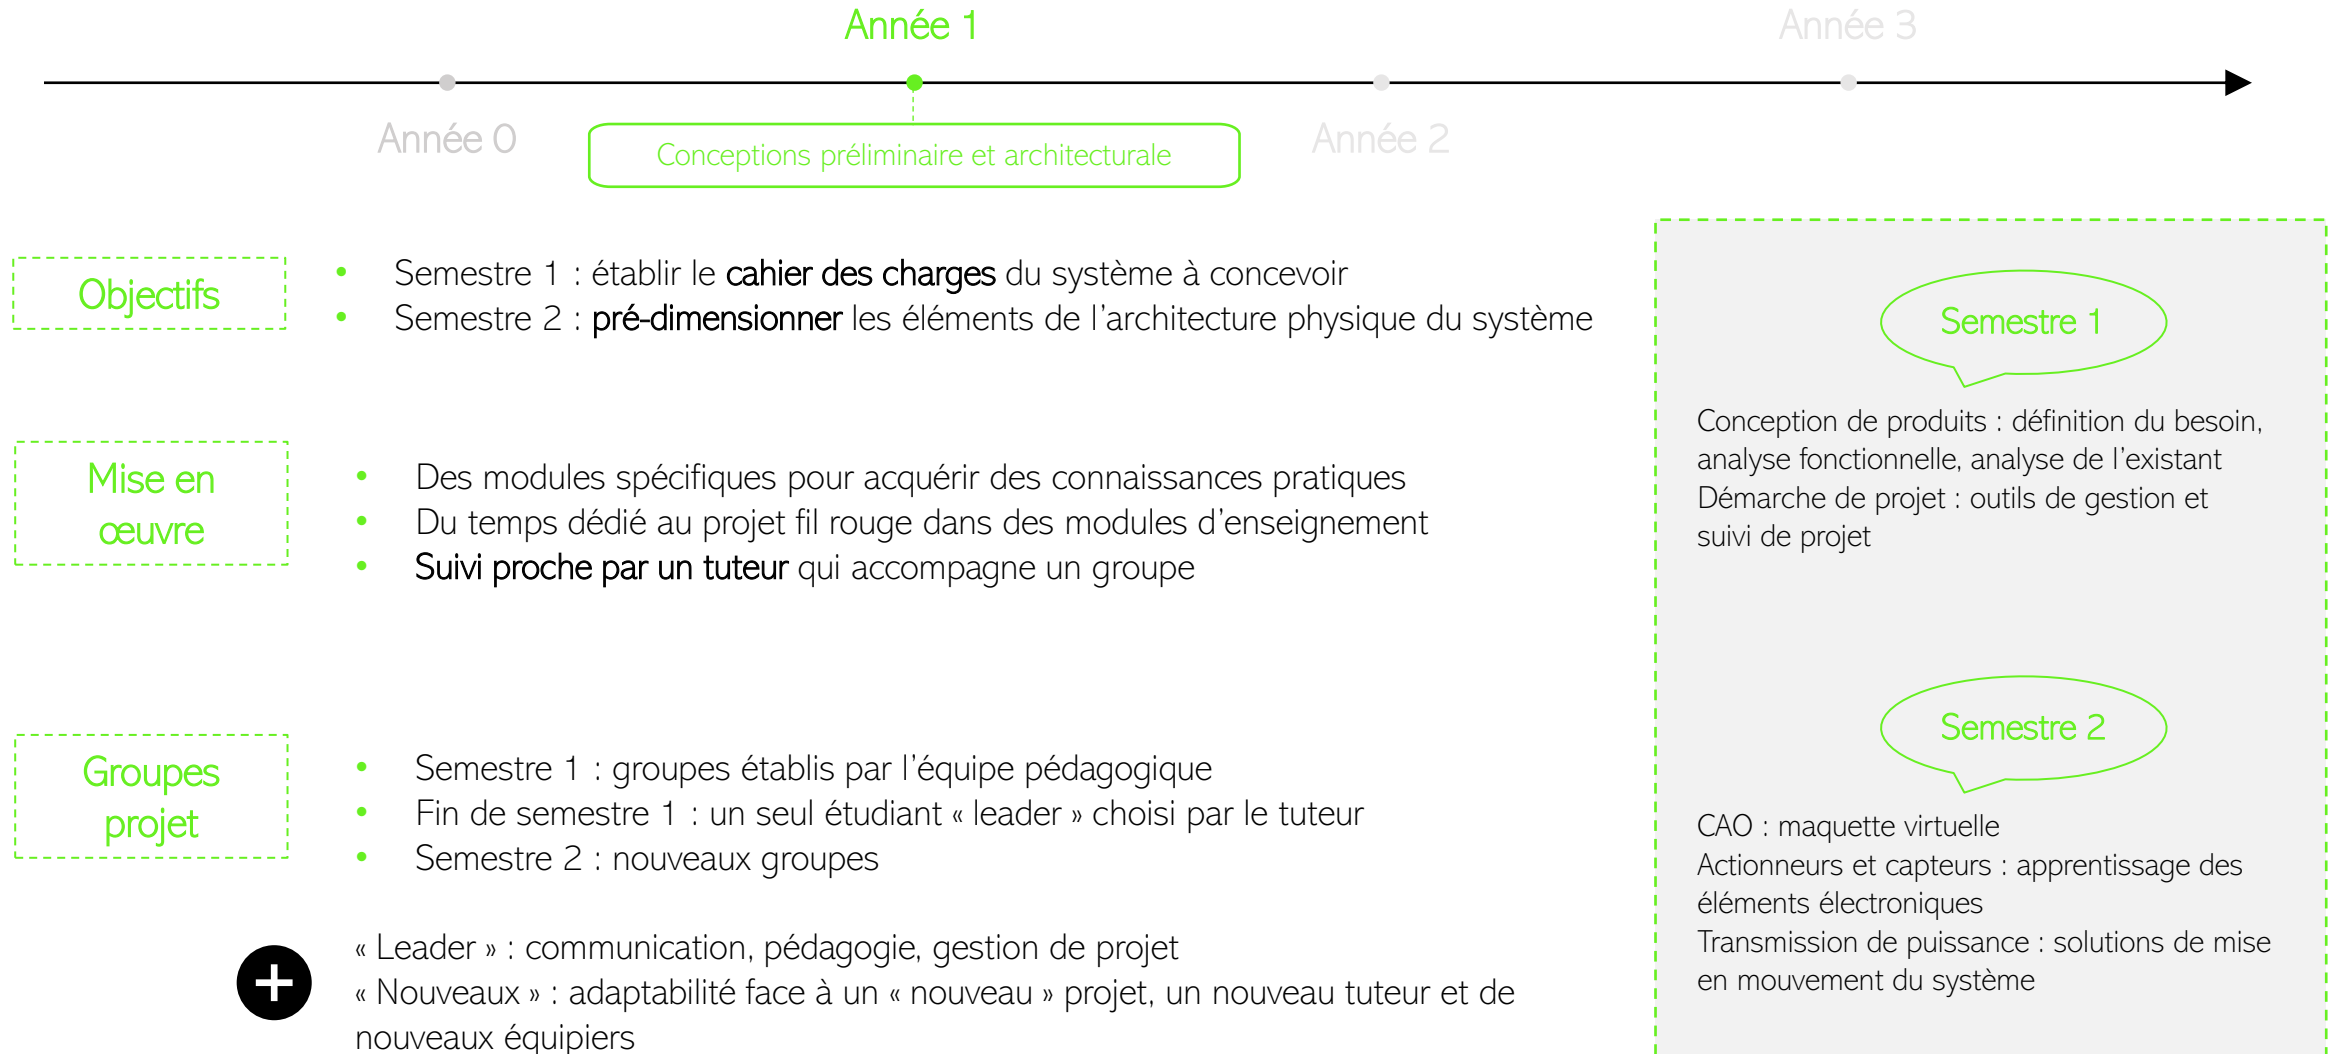 Année 1
Année 3
Année 0
Conceptions préliminaire et architecturale
Année 2
Objectifs
• Semestre 1 : établir le cahier des charges du système à concevoir
• Semestre 2 : pré-dimensionner les éléments de l’architecture physique du système
Mise en
œuvre
• Des modules spécifiques pour acquérir des connaissances pratiques
• Du temps dédié au projet fil rouge dans des modules d’enseignement
• Suivi proche par un tuteur qui accompagne un groupe
Groupes
projet
• Semestre 1 : groupes établis par l’équipe pédagogique
• Fin de semestre 1 : un seul étudiant « leader » choisi par le tuteur
• Semestre 2 : nouveaux groupes
+
« Leader » : communication, pédagogie, gestion de projet
« Nouveaux » : adaptabilité face à un « nouveau » projet, un nouveau tuteur et de
nouveaux équipiers
Semestre 1
Conception de produits : définition du besoin,
analyse fonctionnelle, analyse de l’existant
Démarche de projet : outils de gestion et
suivi de projet
Semestre 2
CAO : maquette virtuelle
Actionneurs et capteurs : apprentissage des
éléments électroniques
Transmission de puissance : solutions de mise
en mouvement du système